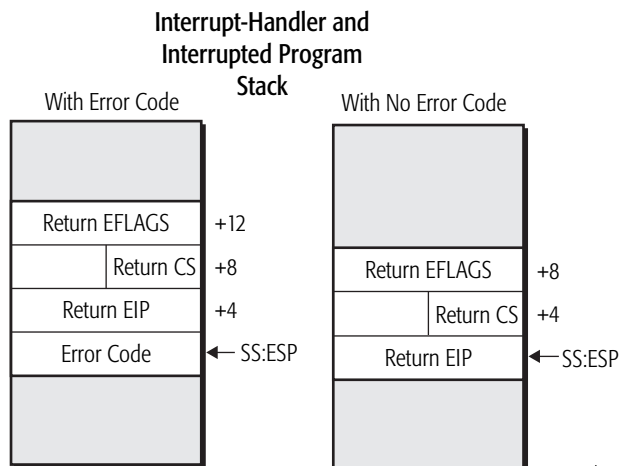 Interrupt-Handler and
Interrupted Program
Stack
With Error Code
Return EFLAGS +12
Return CS +8
Return EIP +4
Error Code SS:ESP
With No Error Code
Return EFLAGS +8
Return CS +4
Return EIP SS:ESP